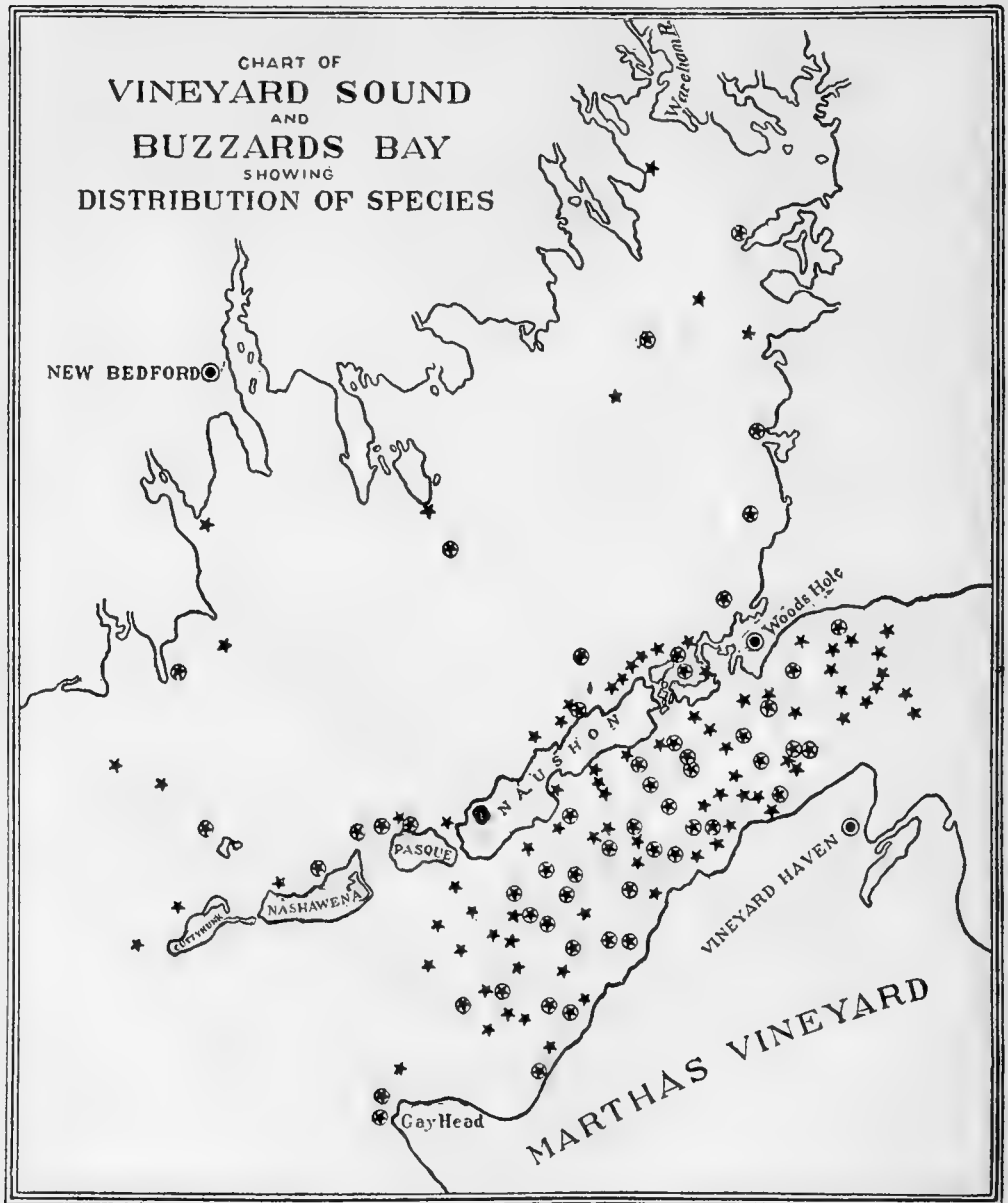 CHART OF
VINEYARD SOUND
AND
BUZZARDS BAY
SHOWING
DISTRIBUTION OF SPECIES
Wareham R.
NEW BEDFORD
Woods Hole
NAUSHON
PASQUE
NASHAWENA
CUTTYHUNK
VINEYARD HAVEN
MARTHAS VINEYARD
Gay Head